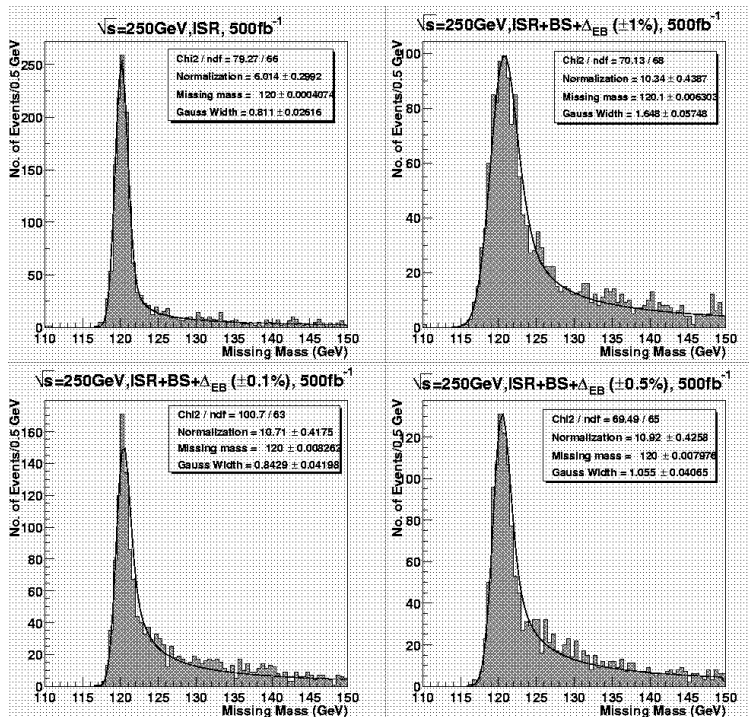 √s=250GeV,ISR, 500fb⁻¹
No. of Events/0.5 GeV
250
200
150
100
50
0
Chi2 / ndf = 79.27 / 66
Normalization = 6.014 ± 0.2992
Missing mass = 120 ± 0.0004074
Gauss Width = 0.811 ± 0.02616
110 115 120 125 130 135 140 145 150
Missing Mass (GeV)
√s=250GeV,ISR+BS+Δ_EB (±1%), 500fb⁻¹
No. of Events/0.5 GeV
100
80
60
40
20
0
Chi2 / ndf = 70.13 / 68
Normalization = 10.34 ± 0.4387
Missing mass = 120.1 ± 0.006303
Gauss Width = 1.648 ± 0.05748
110 115 120 125 130 135 140 145 150
Missing Mass (GeV)
√s=250GeV,ISR+BS+Δ_EB (±0.1%), 500fb⁻¹
No. of Events/0.5 GeV
160
140
120
100
80
60
40
20
0
Chi2 / ndf = 100.7 / 63
Normalization = 10.71 ± 0.4175
Missing mass = 120 ± 0.008262
Gauss Width = 0.8429 ± 0.04198
110 115 120 125 130 135 140 145 150
Missing Mass (GeV)
√s=250GeV,ISR+BS+Δ_EB (±0.5%), 500fb⁻¹
No. of Events/0.5 GeV
120
100
80
60
40
20
0
Chi2 / ndf = 69.49 / 65
Normalization = 10.92 ± 0.4258
Missing mass = 120 ± 0.007976
Gauss Width = 1.055 ± 0.04065
110 115 120 125 130 135 140 145 150
Missing Mass (GeV)